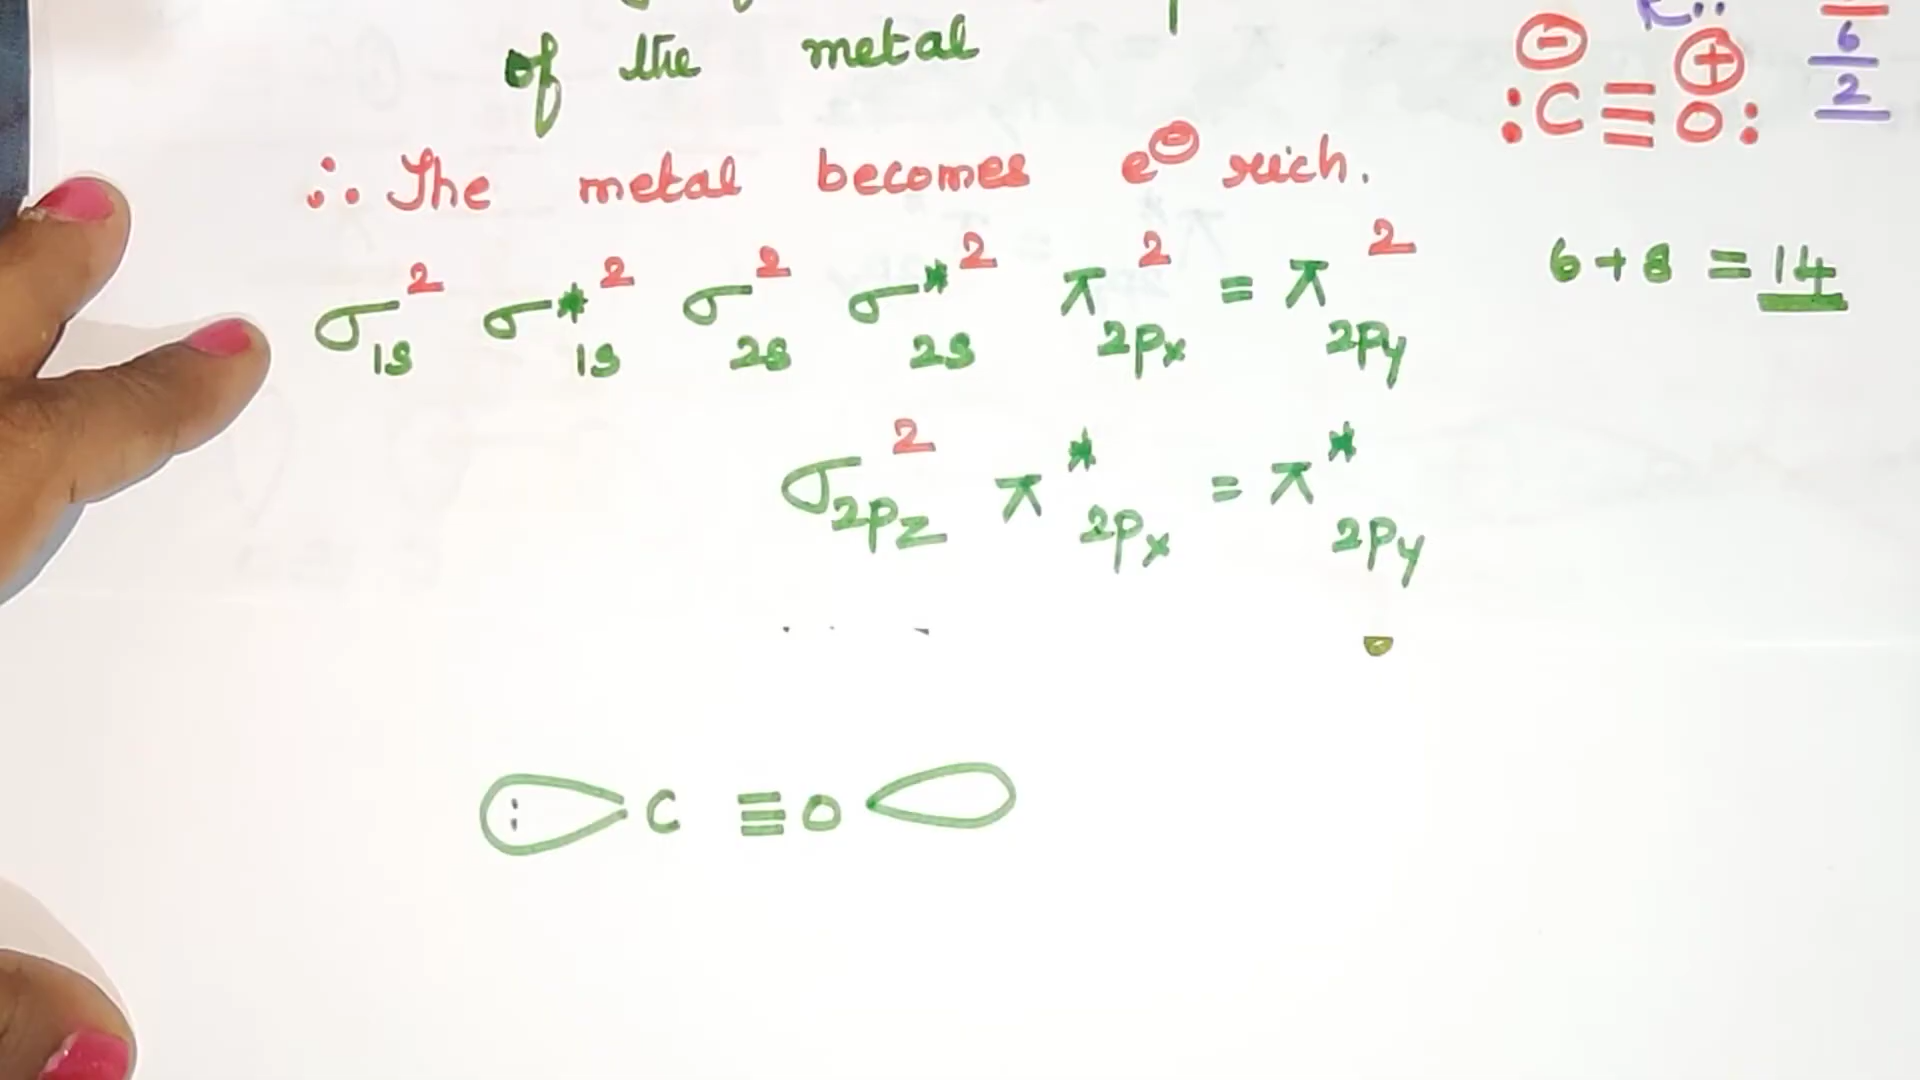 of the metal
⊖ ⊕ 6
:C≡O: 2
∴ The metal becomes e⊖ rich.
σ1s² σ*1s² σ2s² σ*2s² π2px² = π2py² 6+8 = 14
σ2pz² π*2px = π*2py
: C ≡ O